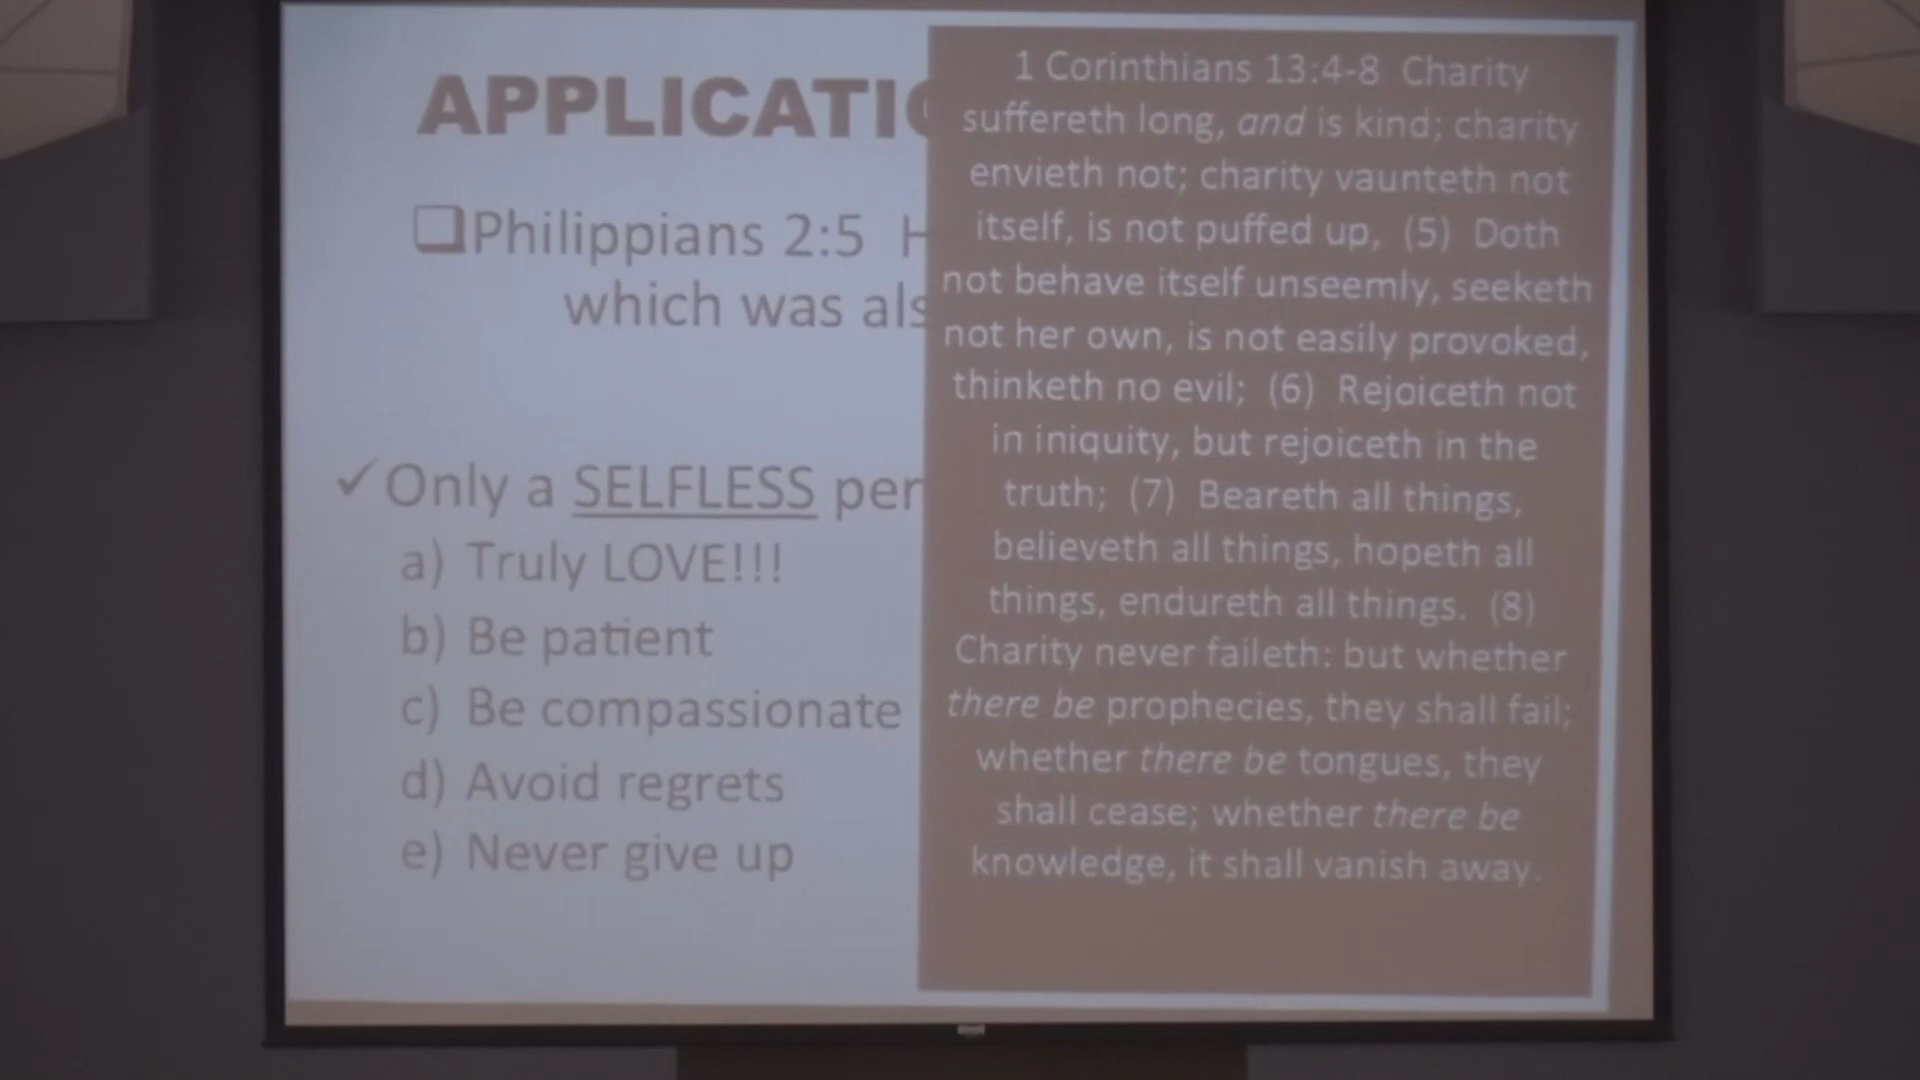 APPLICATIO
Philippians 2:5 H
which was als
✓Only a SELFLESS per
a) Truly LOVE!!!
b) Be patient
c) Be compassionate
d) Avoid regrets
e) Never give up
1 Corinthians 13:4-8 Charity
suffereth long, and is kind; charity
envieth not; charity vaunteth not
itself, is not puffed up, (5) Doth
not behave itself unseemly, seeketh
not her own, is not easily provoked,
thinketh no evil; (6) Rejoiceth not
in iniquity, but rejoiceth in the
truth; (7) Beareth all things,
believeth all things, hopeth all
things, endureth all things. (8)
Charity never faileth: but whether
there be prophecies, they shall fail;
whether there be tongues, they
shall cease; whether there be
knowledge, it shall vanish away.